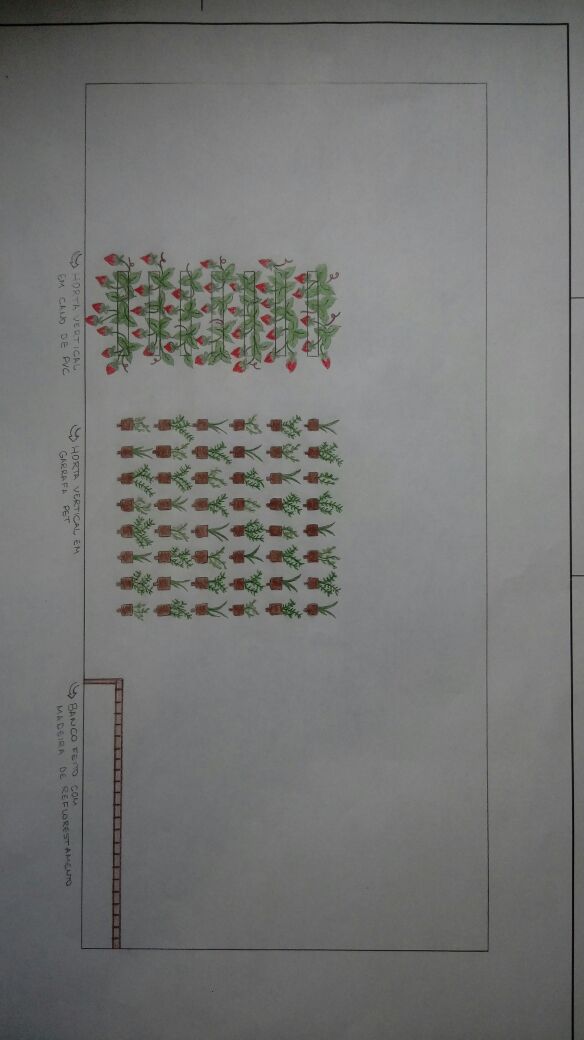 HORTA VERTICAL
EM CANO DE PVC
HORTA VERTICAL EM
GARRAFA PET
BANCO FEITO COM
MADEIRA DE REFLORESTAMENTO